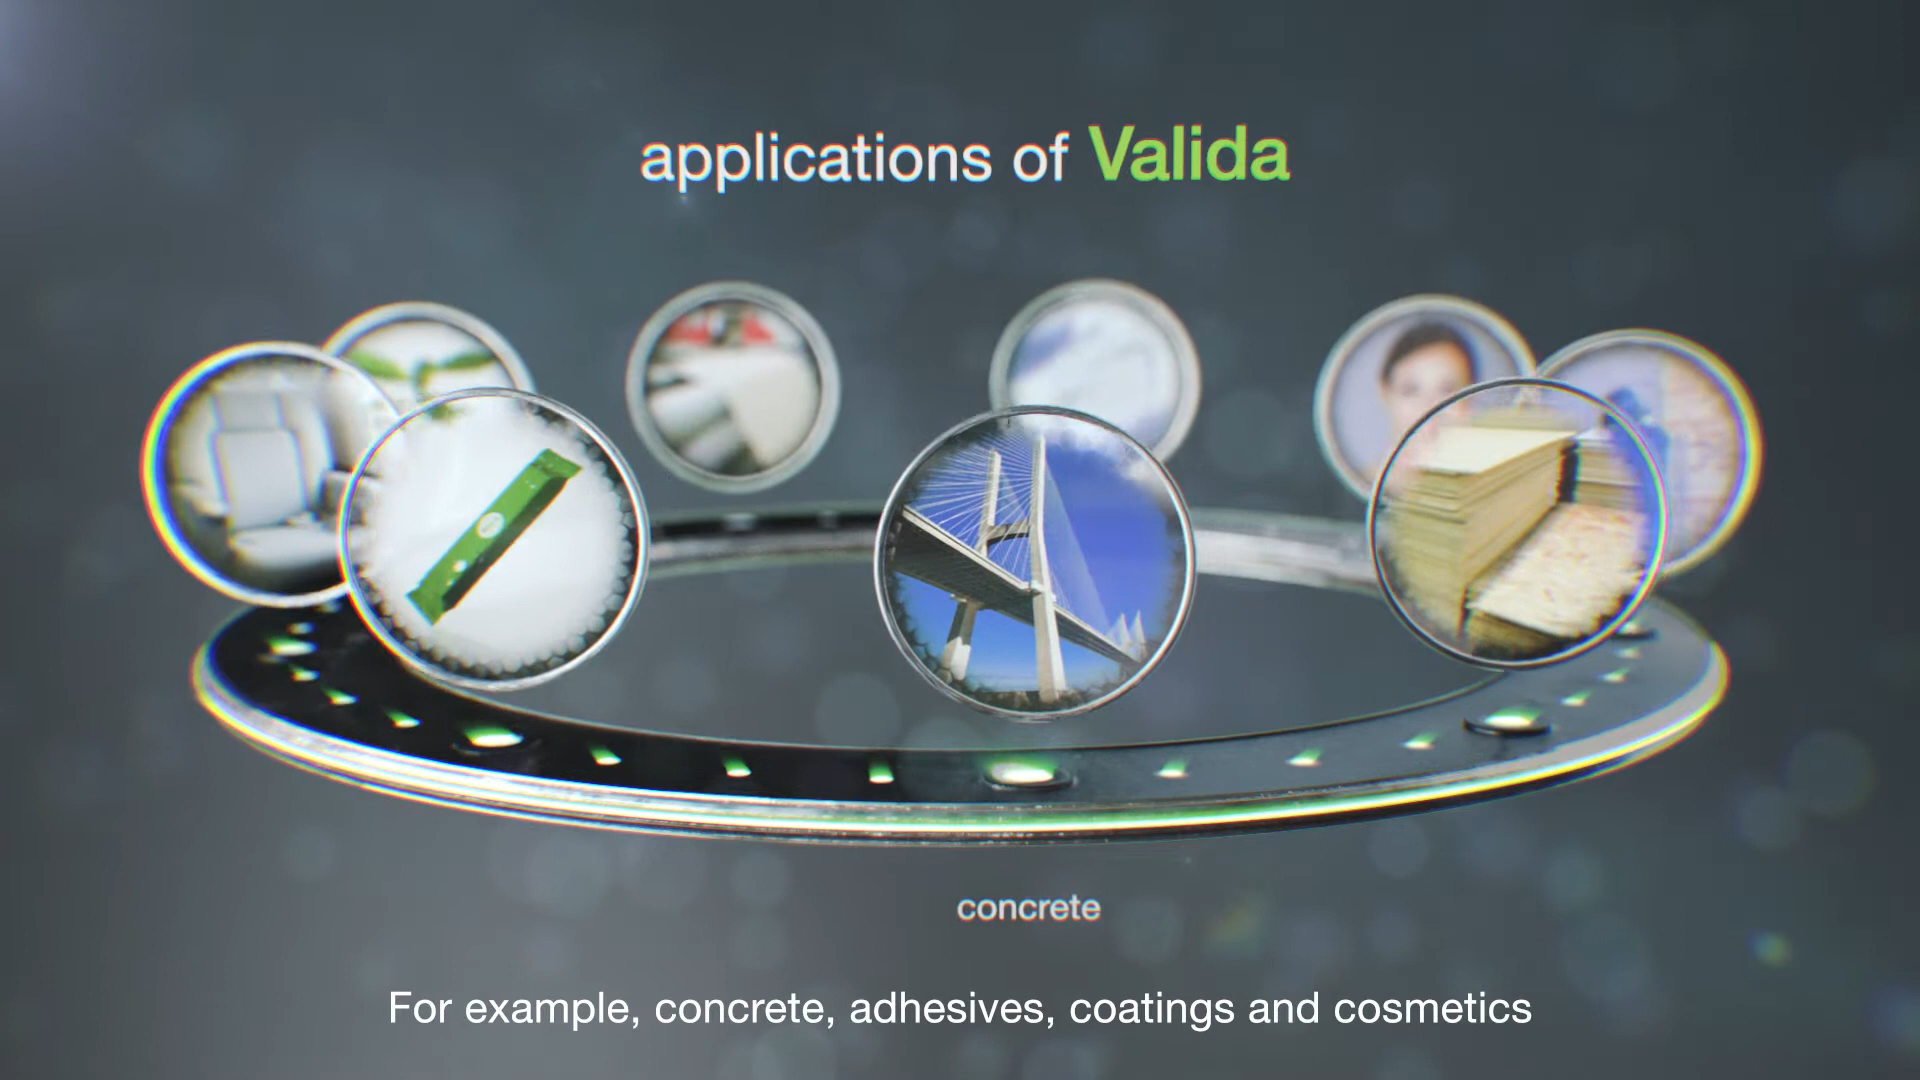 applications of Valida
concrete
For example, concrete, adhesives, coatings and cosmetics